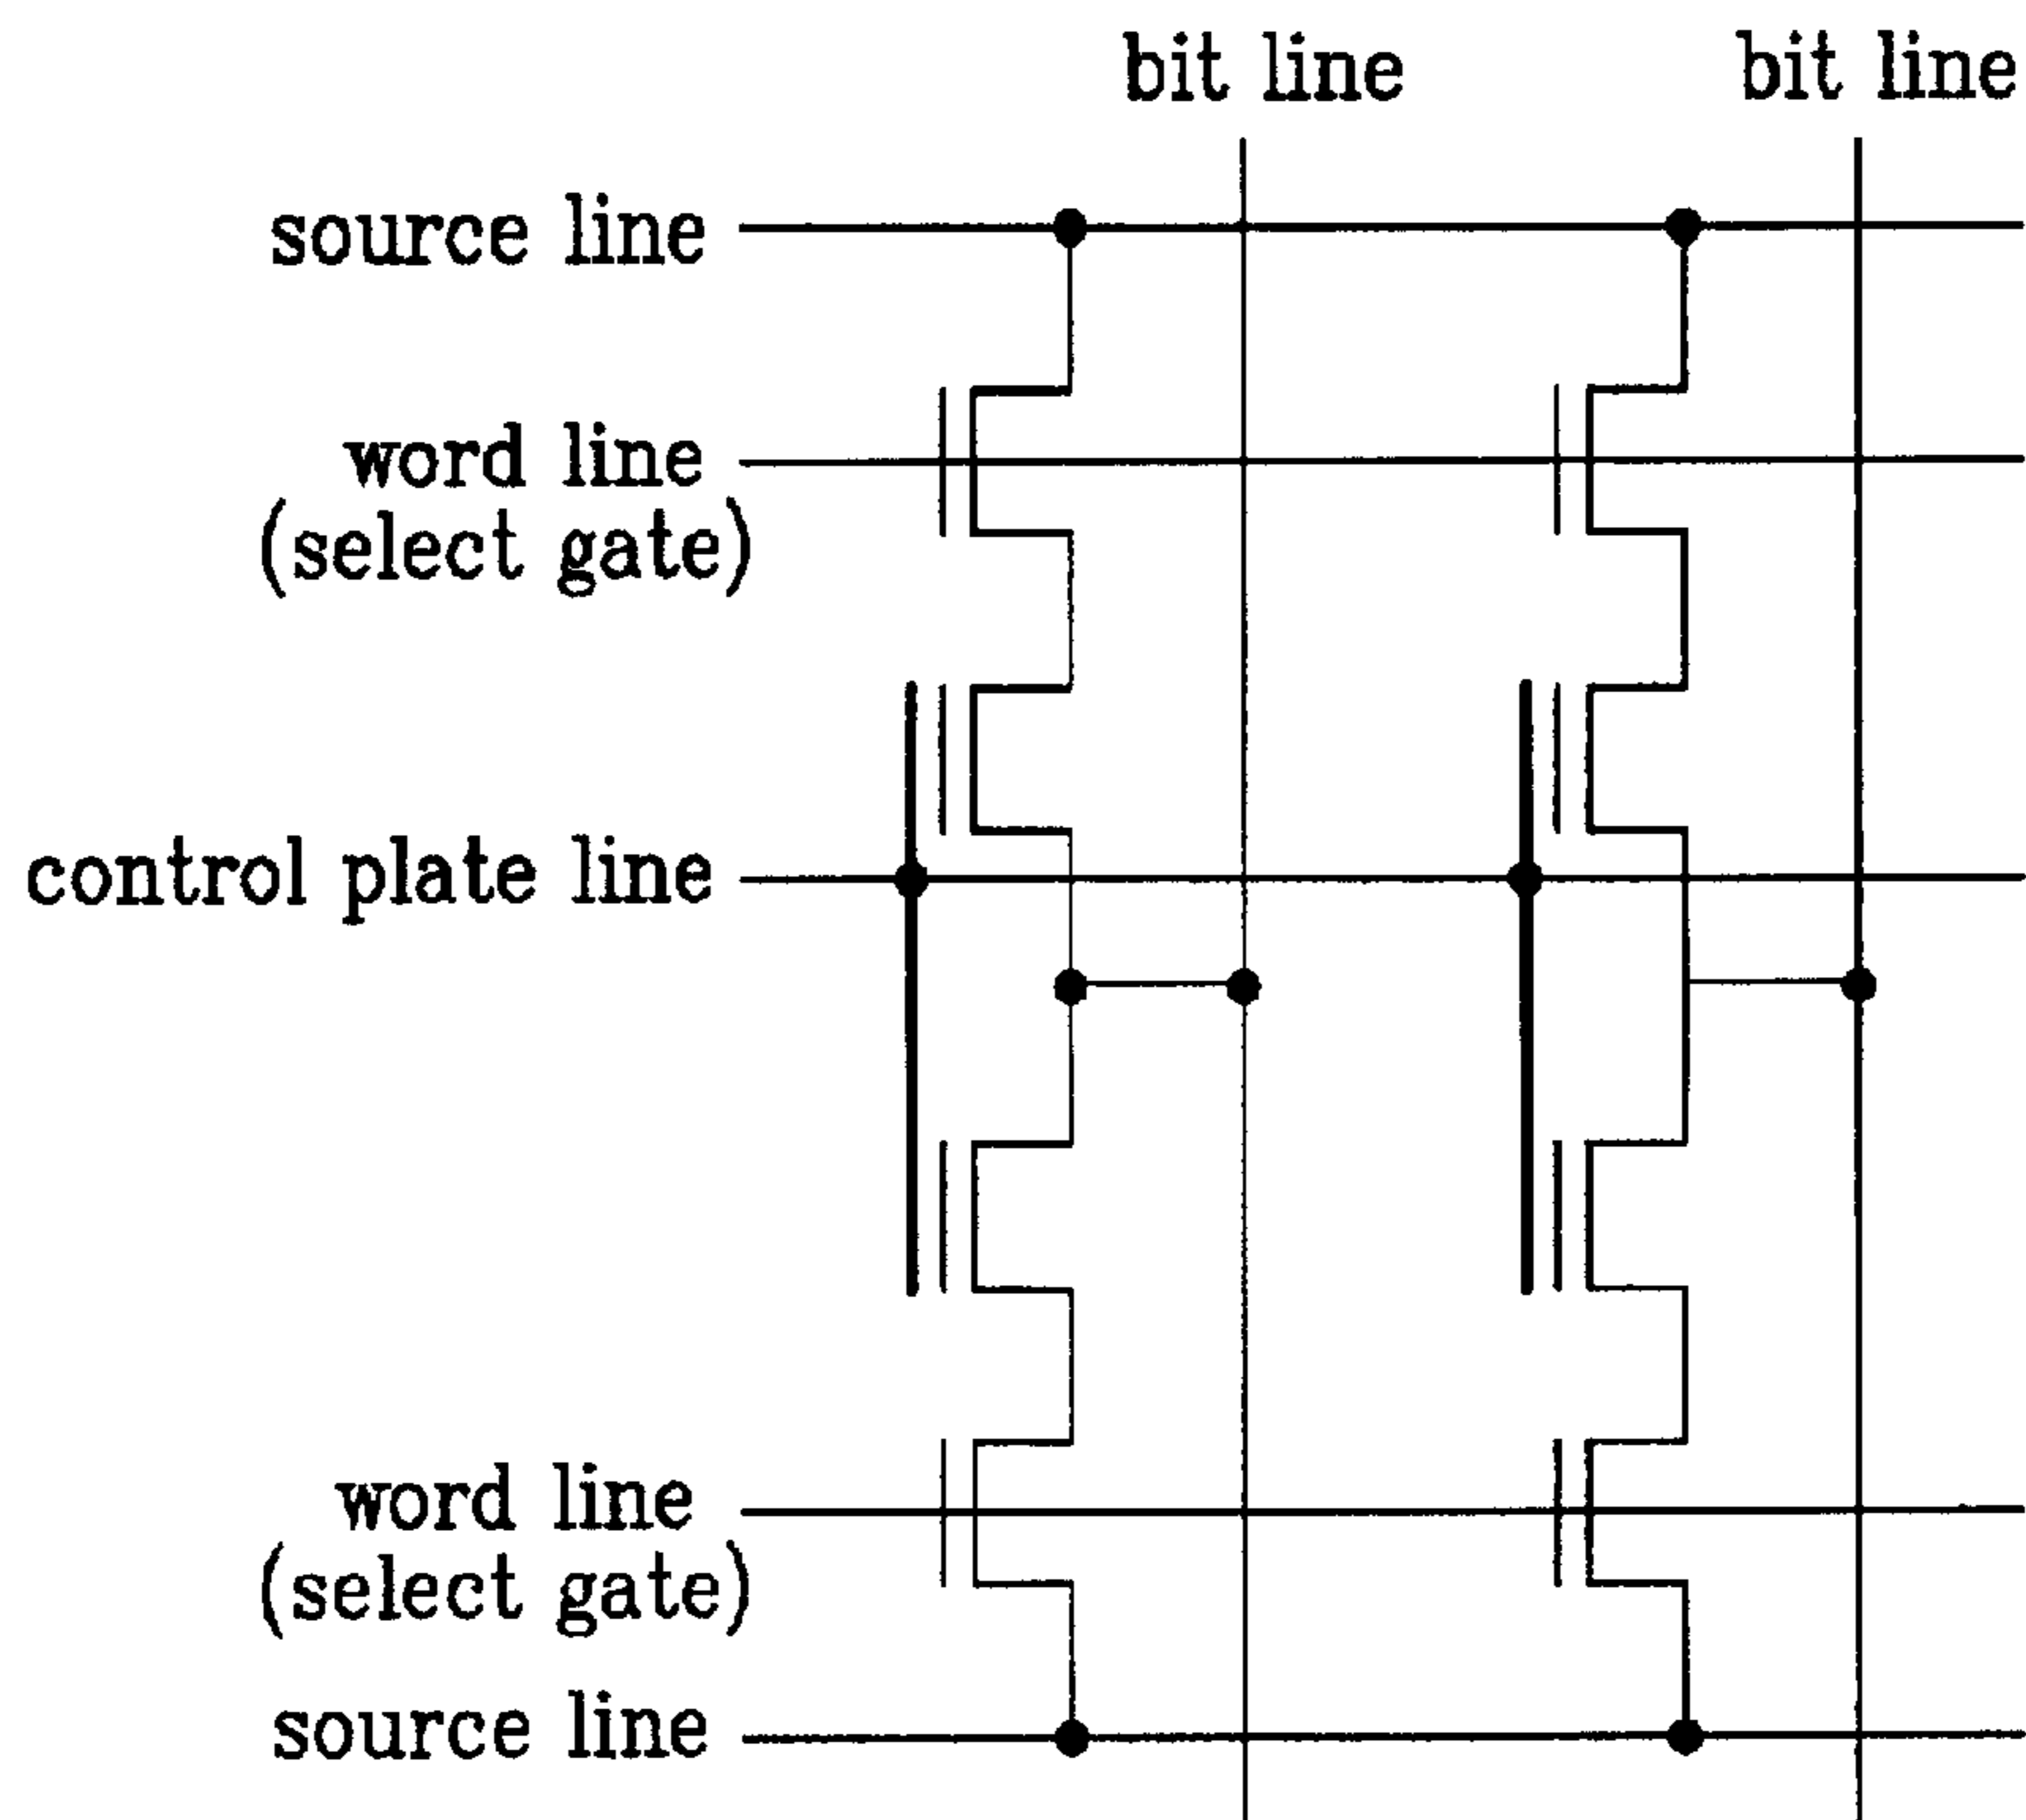 bit line bit line
source line
word line
(select gate)
control plate line
word line
(select gate)
source line